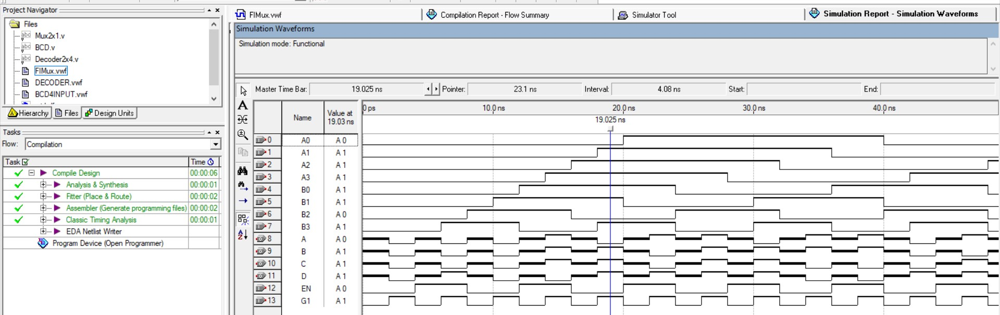 Project Navigator
Files
Mux2x1.v
BCD.v
Decoder2x4.v
FIMux.vwf
DECODER.vwf
BCD4INPUT.vwf
Hierarchy Files Design Units
Tasks
Flow: Compilation
Task Time
Compile Design 00:00:06
Analysis & Synthesis 00:00:01
Fitter (Place & Route) 00:00:02
Assembler (Generate programming files) 00:00:02
Classic Timing Analysis 00:00:01
EDA Netlist Writer
Program Device (Open Programmer)
FIMux.vwf Compilation Report - Flow Summary Simulator Tool Simulation Report - Simulation Waveforms
Simulation Waveforms
Simulation mode: Functional
Master Time Bar: 19.025 ns Pointer: 23.1 ns Interval: 4.08 ns Start: End:
Name Value at 19.03 ns
0 ps 10.0 ns 20.0 ns 30.0 ns 40.0 ns
19.025 ns
0 A0 A 0
1 A1 A 1
2 A2 A 1
3 A3 A 1
4 B0 A 1
5 B1 A 1
6 B2 A 0
7 B3 A 1
8 A A 0
9 B A 1
10 C A 1
11 D A 1
12 EN A 0
13 G1 A 1